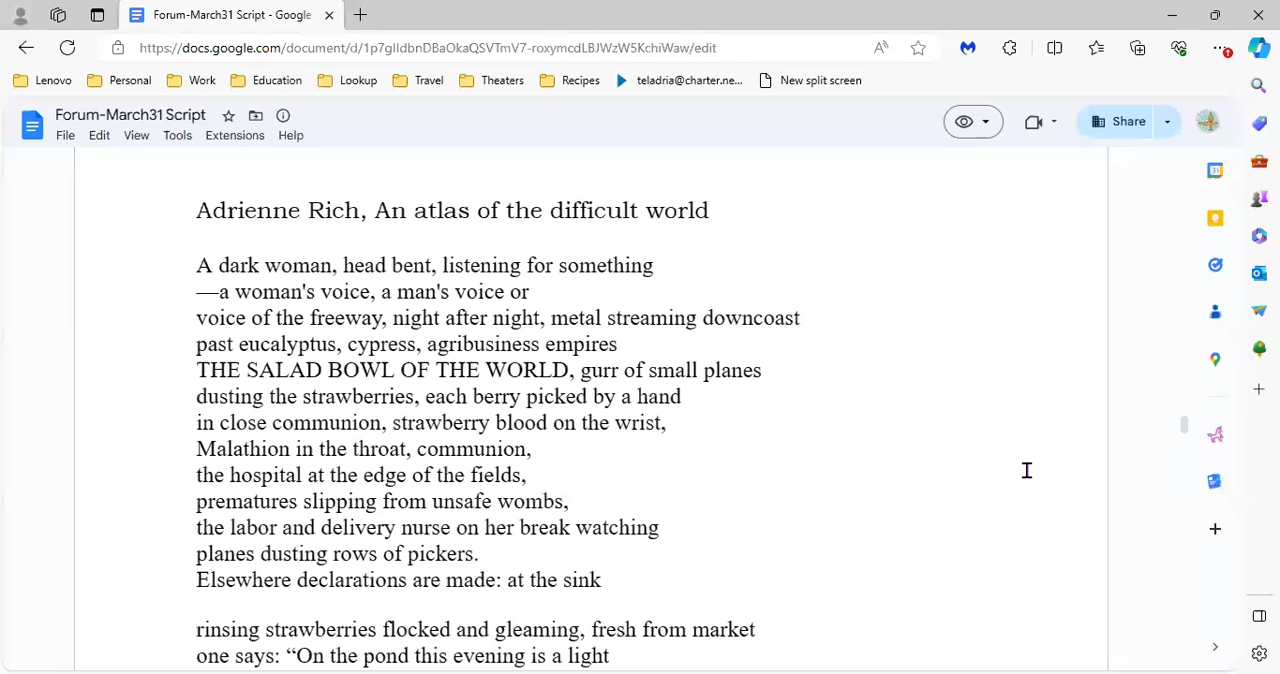 Forum-March31 Script - Google
https://docs.google.com/document/d/1p7glIdbnDBaOkaQSVTmV7-roxymcdLBJWzW5KchiWaw/edit
Lenovo Personal Work Education Lookup Travel Theaters Recipes teladria@charter.ne... New split screen
Forum-March31 Script
File Edit View Tools Extensions Help
Share
Adrienne Rich, An atlas of the difficult world
A dark woman, head bent, listening for something
—a woman's voice, a man's voice or
voice of the freeway, night after night, metal streaming downcoast
past eucalyptus, cypress, agribusiness empires
THE SALAD BOWL OF THE WORLD, gurr of small planes
dusting the strawberries, each berry picked by a hand
in close communion, strawberry blood on the wrist,
Malathion in the throat, communion,
the hospital at the edge of the fields,
prematures slipping from unsafe wombs,
the labor and delivery nurse on her break watching
planes dusting rows of pickers.
Elsewhere declarations are made: at the sink
rinsing strawberries flocked and gleaming, fresh from market
one says: “On the pond this evening is a light